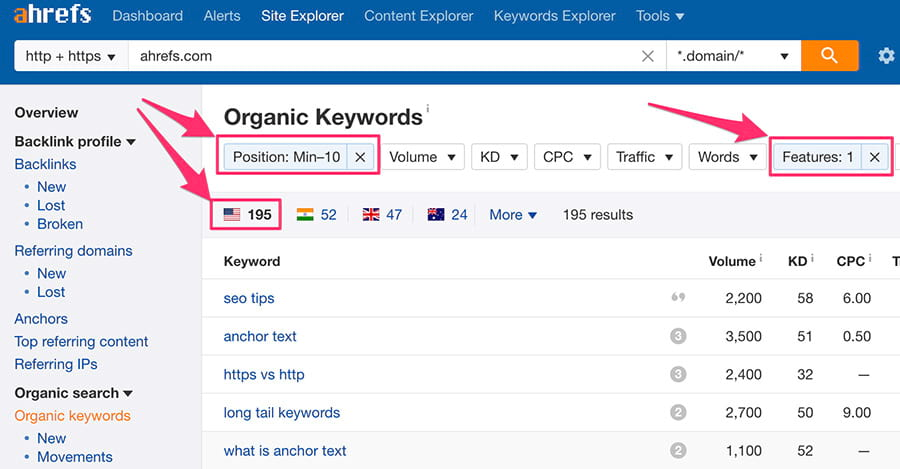 ahrefs Dashboard Alerts Site Explorer Content Explorer Keywords Explorer Tools
http + https ahrefs.com *.domain/*
Overview
Backlink profile
Backlinks
New
Lost
Broken
Referring domains
New
Lost
Anchors
Top referring content
Referring IPs
Organic search
Organic keywords
New
Movements
Organic Keywords i
Position: Min–10 Volume KD CPC Traffic Words Features: 1
195 52 47 24 More 195 results
Keyword Volume i KD i CPC i T
seo tips 2,200 58 6.00
anchor text 3 3,500 51 0.50
https vs http 3 2,400 32 —
long tail keywords 2 2,700 50 9.00
what is anchor text 2 1,100 52 —